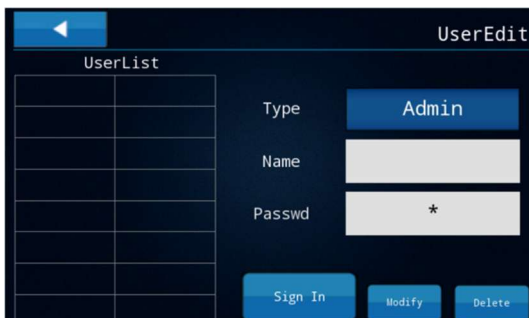 UserEdit
UserList
Type
Admin
Name
Passwd
*
Sign In
Modify
Delete